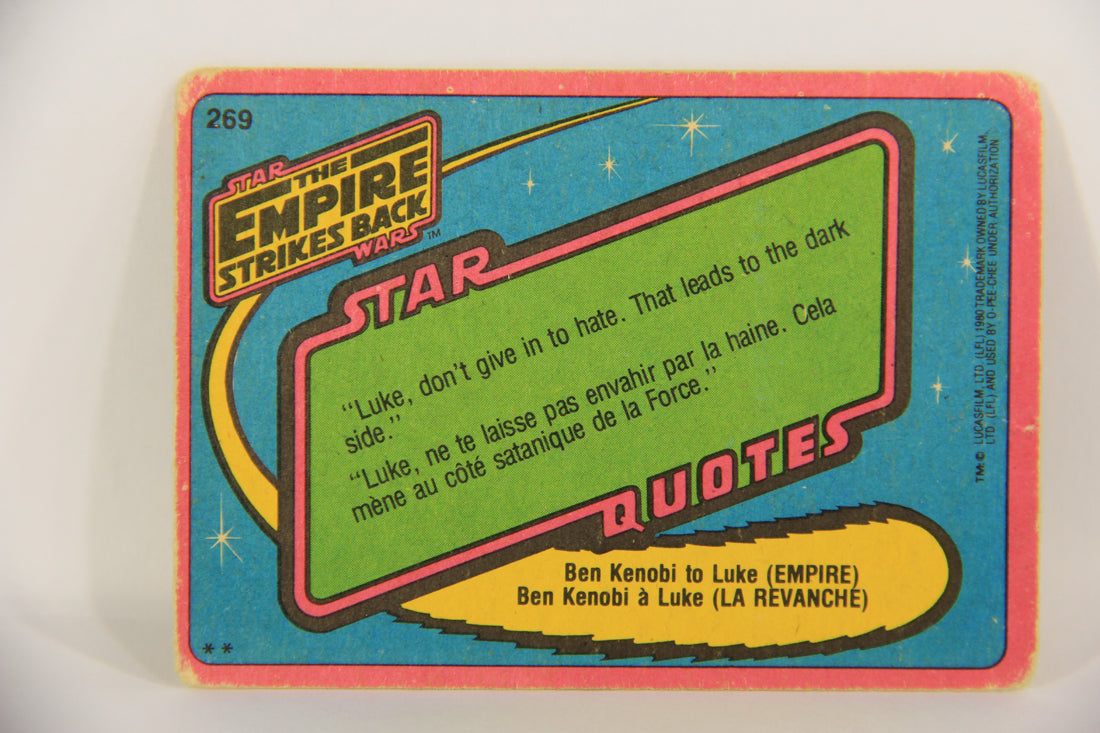 269
STAR
THE
EMPIRE
STRIKES BACK
WARS™
STAR
"Luke, don't give in to hate. That leads to the dark
side."
"Luke, ne te laisse pas envahir par la haine. Cela
mène au côté satanique de la Force."
QUOTES
Ben Kenobi to Luke (EMPIRE)
Ben Kenobi à Luke (LA REVANCHE)
**
TM: © LUCASFILM, LTD. (LFL) 1980 TRADEMARK OWNED BY LUCASFILM,
LTD. (LFL) AND USED BY O-PEE-CHEE UNDER AUTHORIZATION